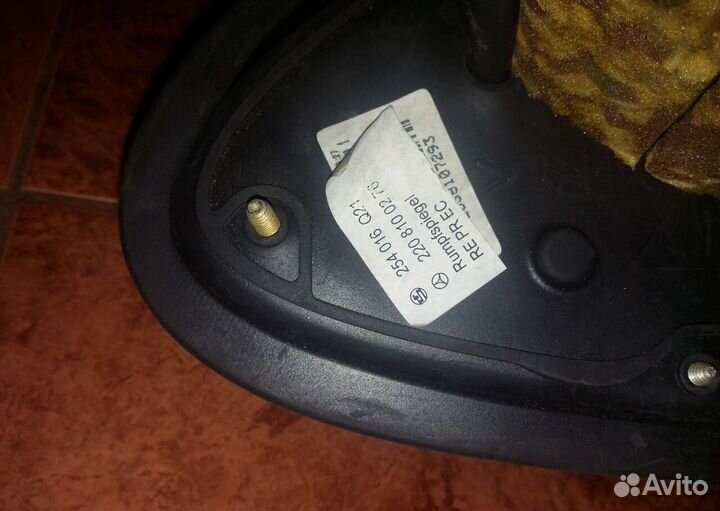 254 016 Q21
220 810 02 76
Rumpfspiegel
RE PR EC
Avito